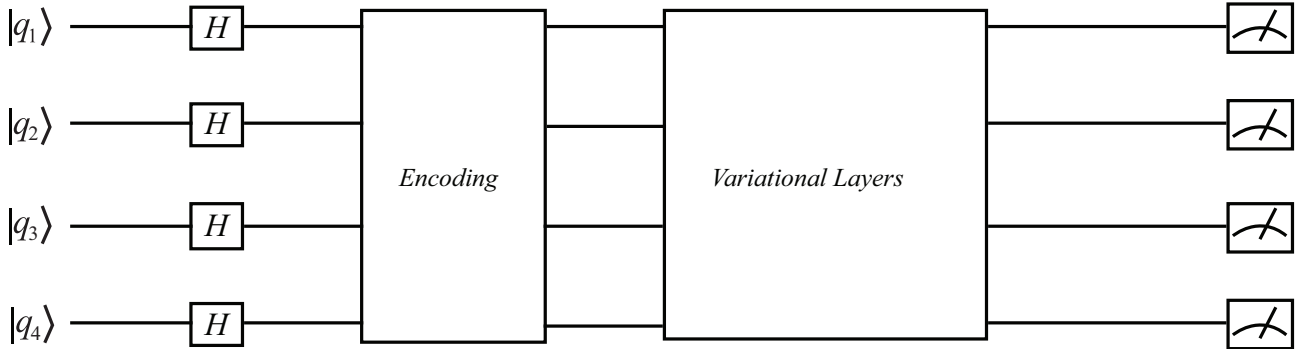 |q₁⟩ H
|q₂⟩ H
Encoding Variational Layers
|q₃⟩ H
|q₄⟩ H